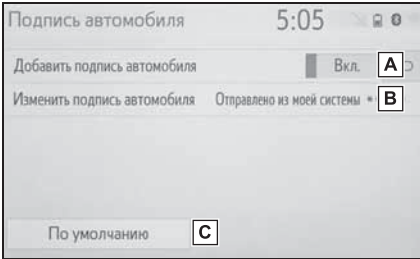 Подпись автомобиля 5:05
Добавить подпись автомобиля Вкл. A
Изменить подпись автомобиля Отправлено из моей системы B
По умолчанию C